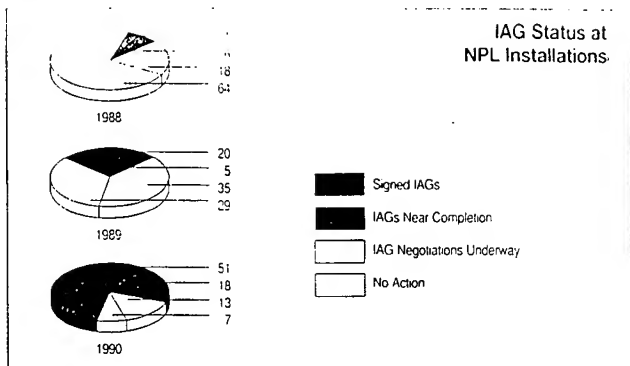 IAG Status at
NPL Installations
18
64
1988
20
5
35
29
1989
51
18
13
7
1990
Signed IAGs
IAGs Near Completion
IAG Negotiations Underway
No Action